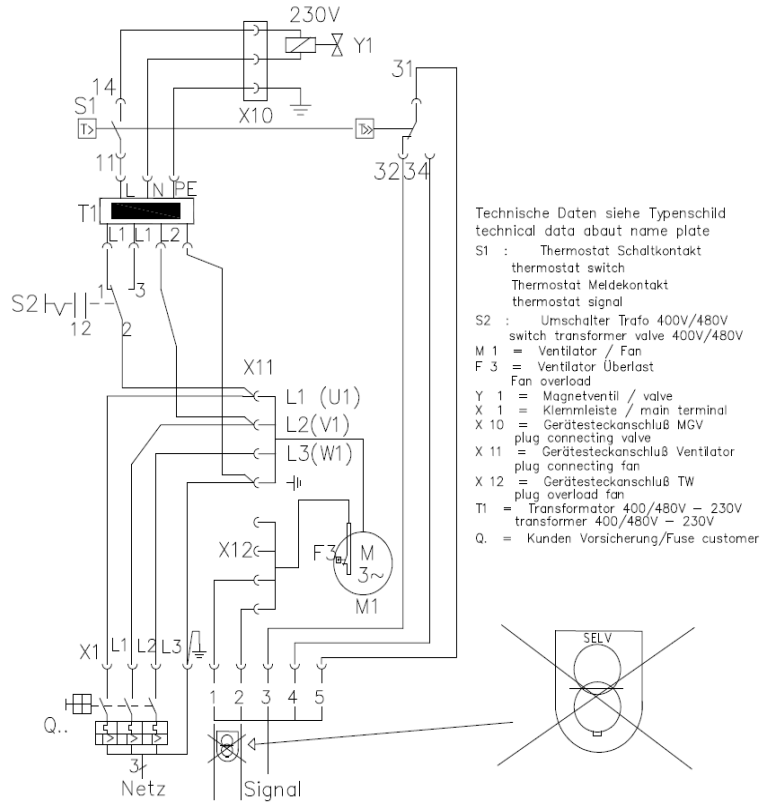 230V
Y1
14
S1
T>
X10
T>>
31
11
32 34
L N PE
T1
L1 L1 L2
1 3
S2
12 2
X11
L1 (U1)
L2(V1)
L3(W1)
X12
F3
M
3~
M1
X1 L1 L2 L3
1 2 3 4 5
Q..
3
Netz
Signal
Technische Daten siehe Typenschild
technical data abaut name plate
S1 : Thermostat Schaltkontakt
thermostat switch
Thermostat Meldekontakt
thermostat signal
S2 : Umschalter Trafo 400V/480V
switch transformer valve 400V/480V
M 1 = Ventilator / Fan
F 3 = Ventilator Überlast
Fan overload
Y 1 = Magnetventil / valve
X 1 = Klemmleiste / main terminal
X 10 = Gerätesteckanschluß MGV
plug connecting valve
X 11 = Gerätesteckanschluß Ventilator
plug connecting fan
X 12 = Gerätesteckanschluß TW
plug overload fan
T1 = Transformator 400/480V – 230V
transformer 400/480V – 230V
Q. = Kunden Vorsicherung/Fuse customer
SELV